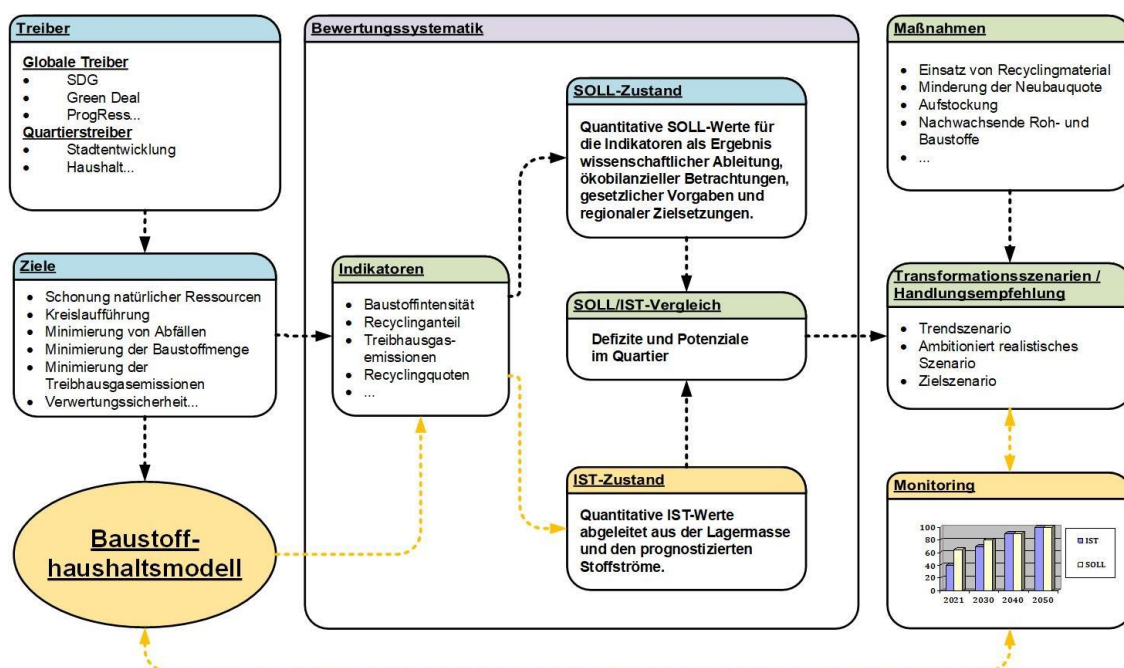 Treiber
Globale Treiber
• SDG
• Green Deal
• ProgRess...
Quartierstreiber
• Stadtentwicklung
• Haushalt...
Ziele
• Schonung natürlicher Ressourcen
• Kreislaufführung
• Minimierung von Abfällen
• Minimierung der Baustoffmenge
• Minimierung der
Treibhausgasemissionen
• Verwertungssicherheit...
Baustoff-
haushaltsmodell
Bewertungssystematik
Indikatoren
• Baustoffintensität
• Recyclinganteil
• Treibhausgas-
emissionen
• Recyclingquoten
• ...
SOLL-Zustand
Quantitative SOLL-Werte für
die Indikatoren als Ergebnis
wissenschaftlicher Ableitung,
ökobilanzieller Betrachtungen,
gesetzlicher Vorgaben und
regionaler Zielsetzungen.
SOLL/IST-Vergleich
Defizite und Potenziale
im Quartier
IST-Zustand
Quantitative IST-Werte
abgeleitet aus der Lagermasse
und den prognostizierten
Stoffströme.
Maßnahmen
• Einsatz von Recyclingmaterial
• Minderung der Neubauquote
• Aufstockung
• Nachwachsende Roh- und
Baustoffe
• ...
Transformationsszenarien /
Handlungsempfehlung
• Trendszenario
• Ambitioniert realistisches
Szenario
• Zielszenario
Monitoring
100
80
60
40
20
0
2021 2030 2040 2050
IST
SOLL